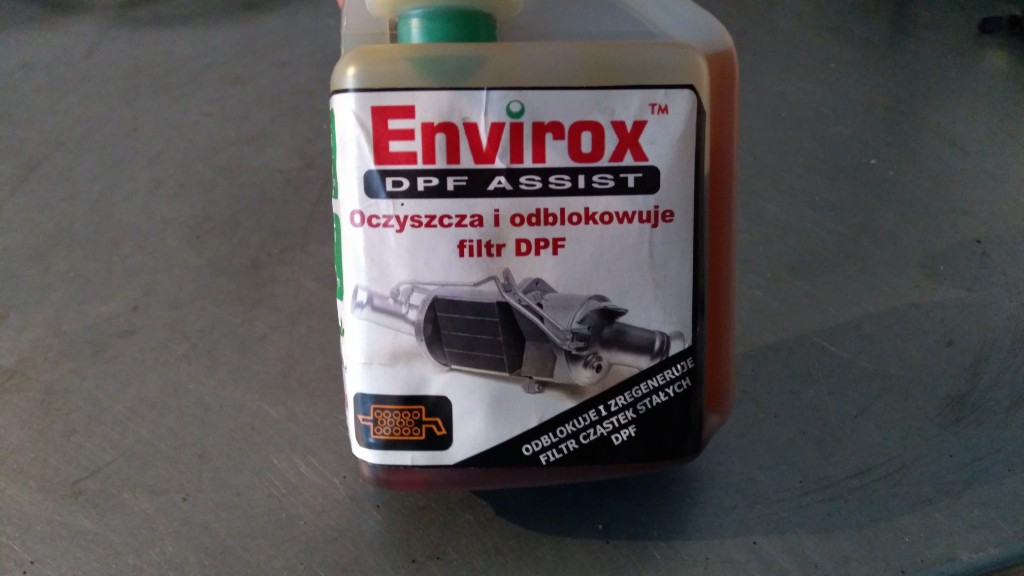 Envirox™
DPF ASSIST
Oczyszcza i odblokowuje
filtr DPF
ODBLOKUJE I ZREGENERUJE
FILTR CZĄSTEK STAŁYCH
DPF